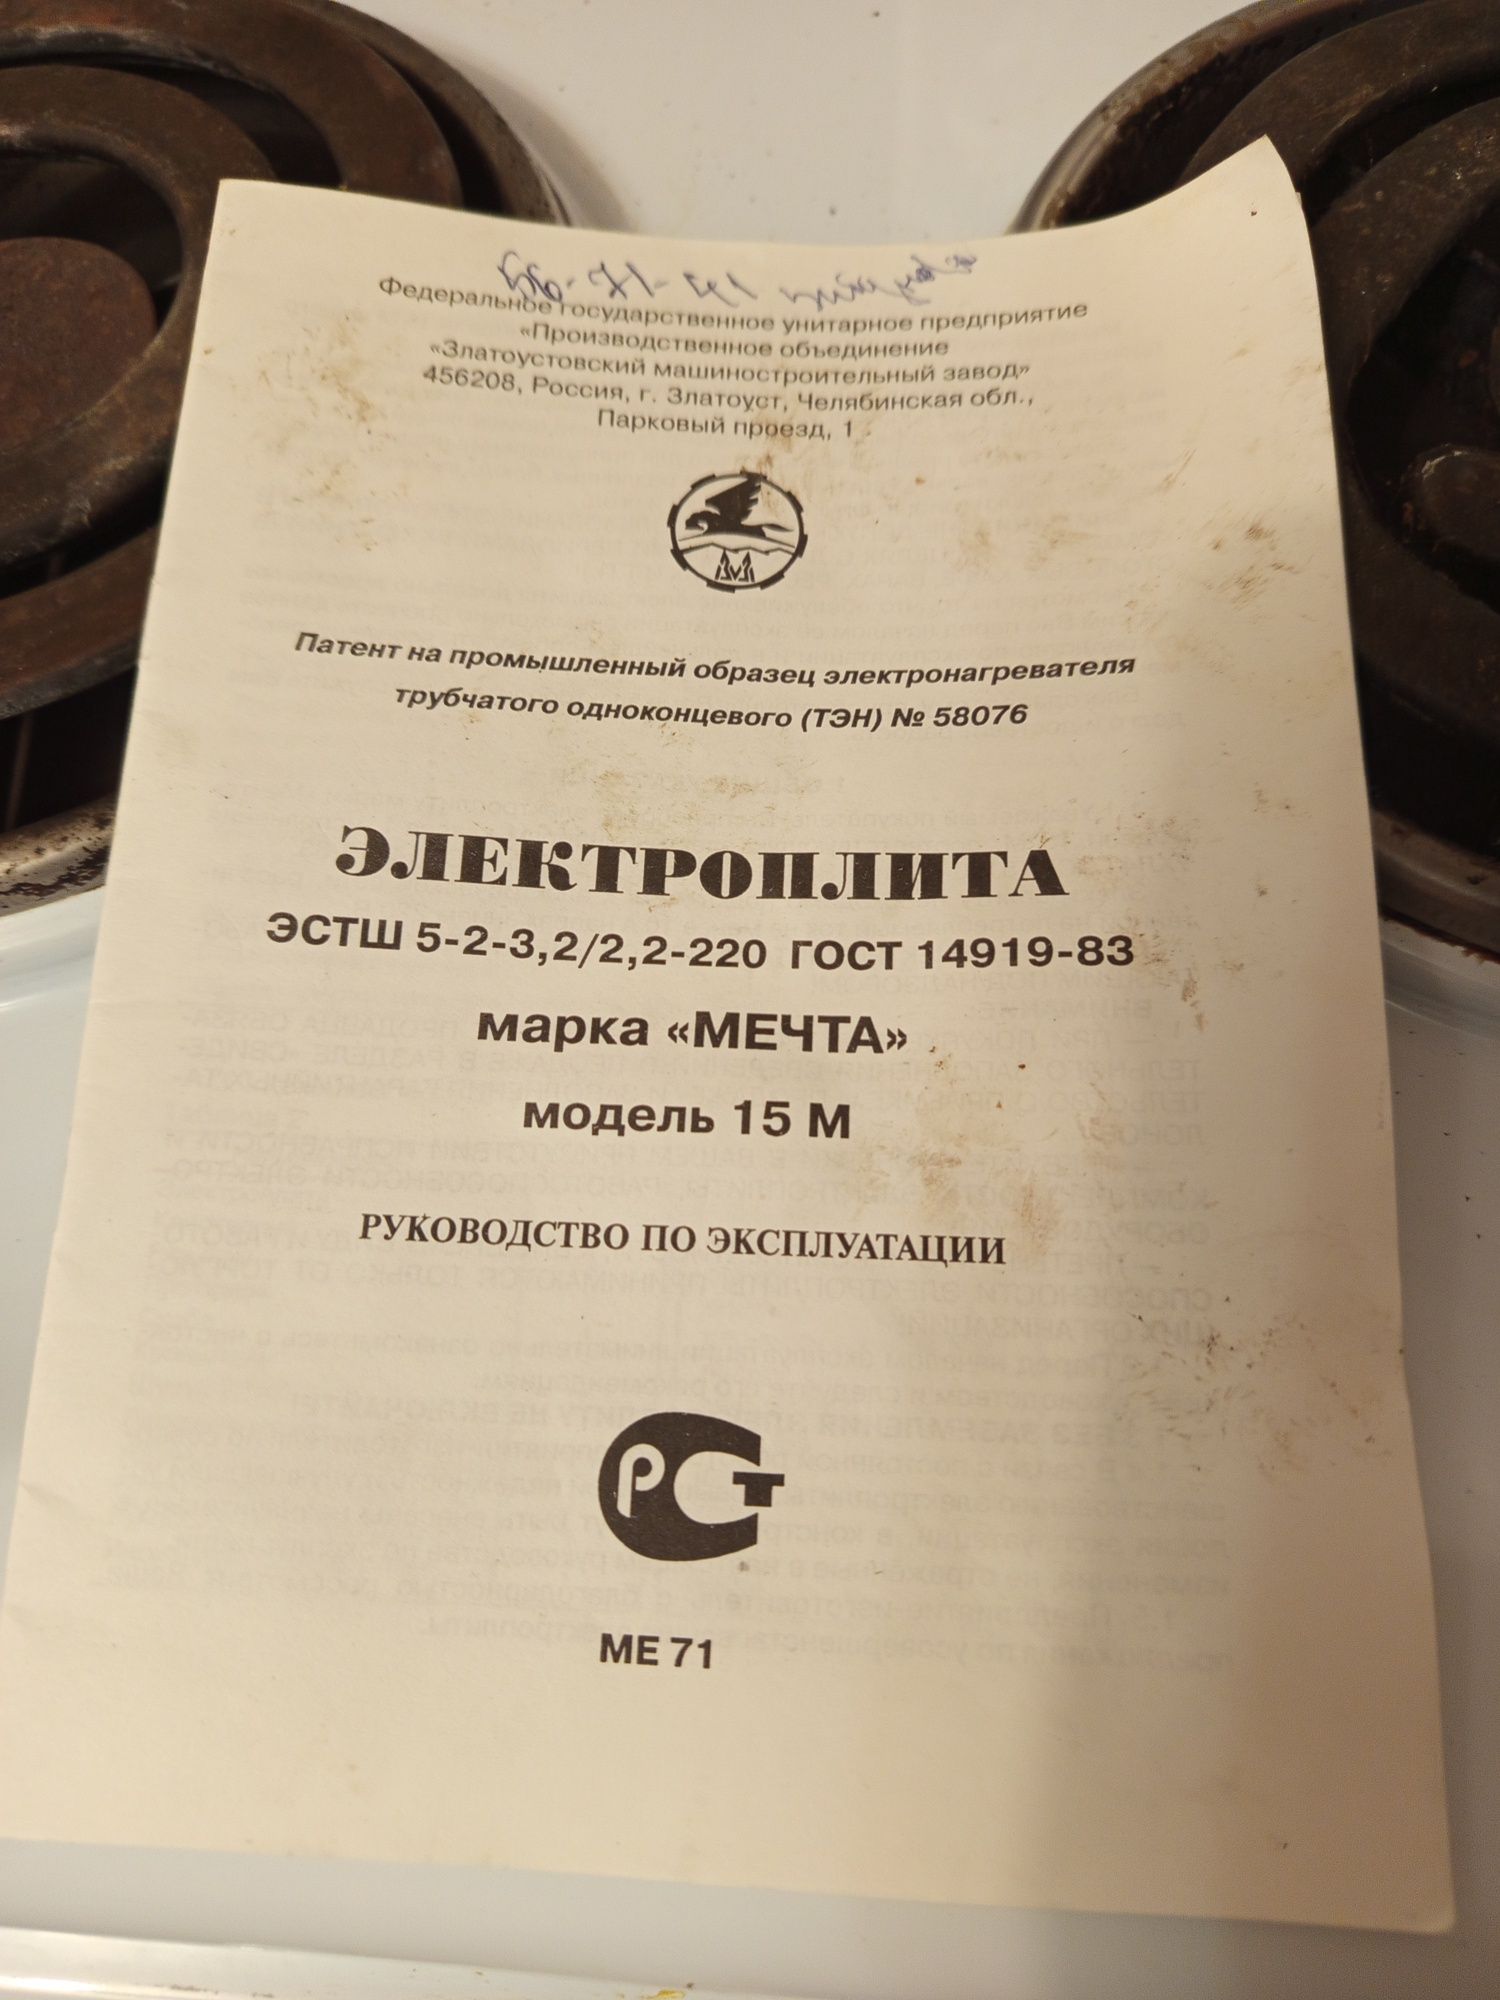 Федеральное государственное унитарное предприятие
«Производственное объединение
«Златоустовский машиностроительный завод»
456208, Россия, г. Златоуст, Челябинская обл.,
Парковый проезд, 1
Патент на промышленный образец электронагревателя
трубчатого одноконцевого (ТЭН) № 58076
ЭЛЕКТРОПЛИТА
ЭСТШ 5-2-3,2/2,2-220 ГОСТ 14919-83
марка «МЕЧТА»
модель 15 М
РУКОВОДСТВО ПО ЭКСПЛУАТАЦИИ
РСТ
МЕ 71